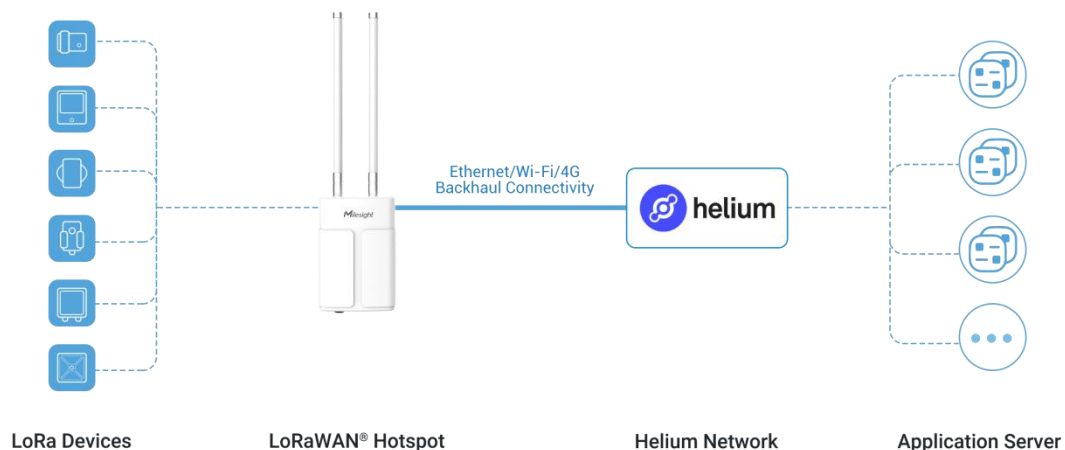 Ethernet/Wi-Fi/4G
Backhaul Connectivity
Milesight
helium
LoRa Devices
LoRaWAN® Hotspot
Helium Network
Application Server